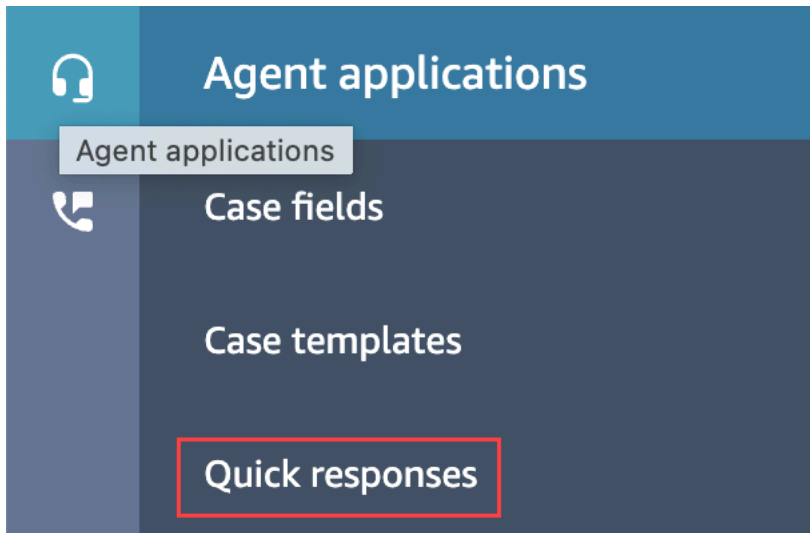 Agent applications
Agent applications
Case fields
Case templates
Quick responses